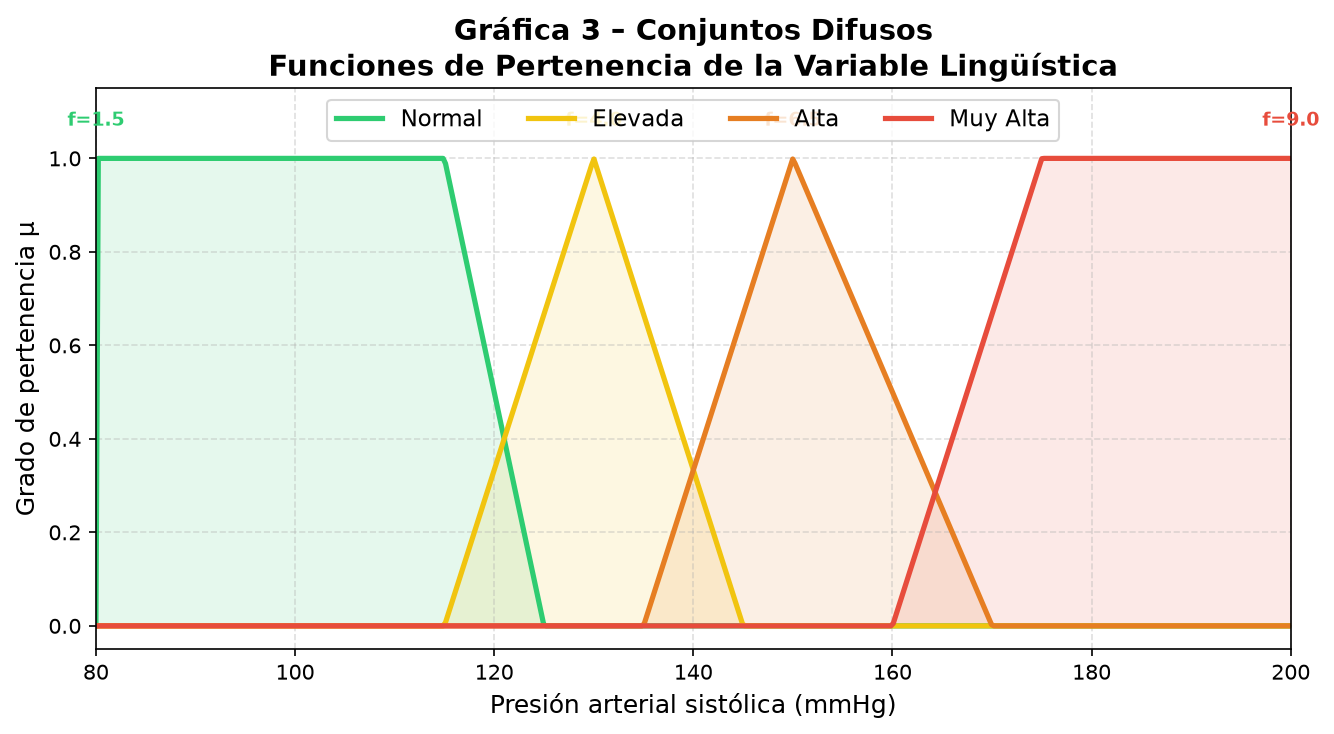 Gráfica 3 – Conjuntos Difusos
Funciones de Pertenencia de la Variable Lingüística
f=1.5
Normal
Elevada
Alta
Muy Alta
f=9.0
Grado de pertenencia μ
1.0
0.8
0.6
0.4
0.2
0.0
80
100
120
140
160
180
200
Presión arterial sistólica (mmHg)